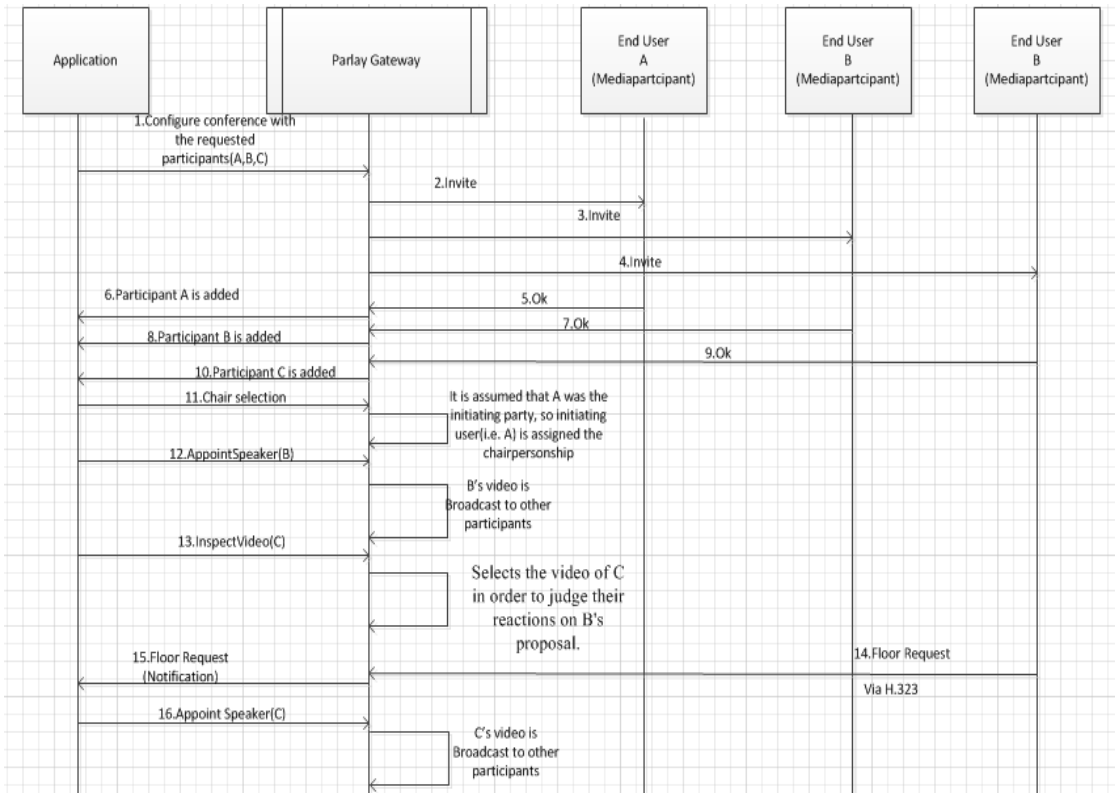 Application
Parlay Gateway
End User
A
(Mediapartcipant)
End User
B
(Mediapartcipant)
End User
B
(Mediapartcipant)
1.Configure conference with
the requested
participants(A,B,C)
2.Invite
3.Invite
4.Invite
5.Ok
6.Participant A is added
7.Ok
8.Participant B is added
9.Ok
10.Participant C is added
11.Chair selection
It is assumed that A was the
initiating party, so initiating
user(i.e. A) is assigned the
chairpersonship
12.AppointSpeaker(B)
B's video is
Broadcast to other
participants
13.InspectVideo(C)
Selects the video of C
in order to judge their
reactions on B's
proposal.
14.Floor Request
Via H.323
15.Floor Request
(Notification)
16.Appoint Speaker(C)
C's video is
Broadcast to other
participants